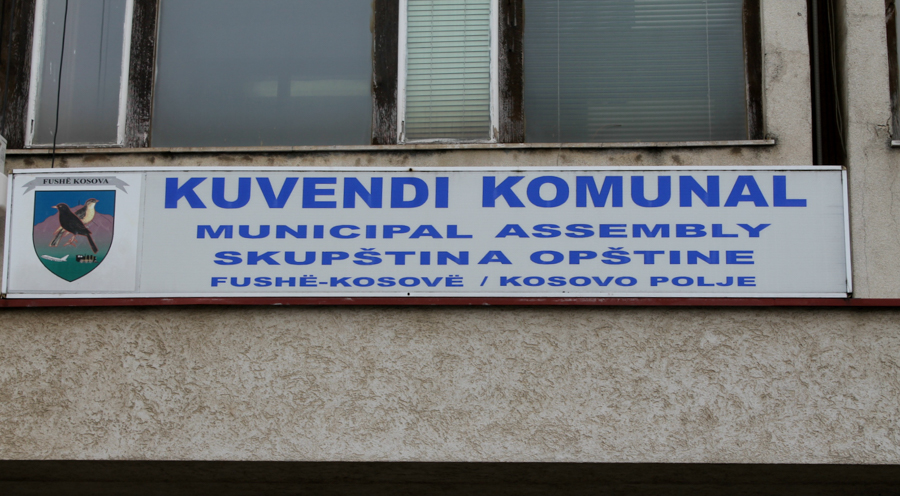 FUSHË KOSOVA
KUVENDI KOMUNAL
MUNICIPAL ASSEMBLY
SKUPŠTINA OPŠTINE
FUSHË-KOSOVË / KOSOVO POLJE